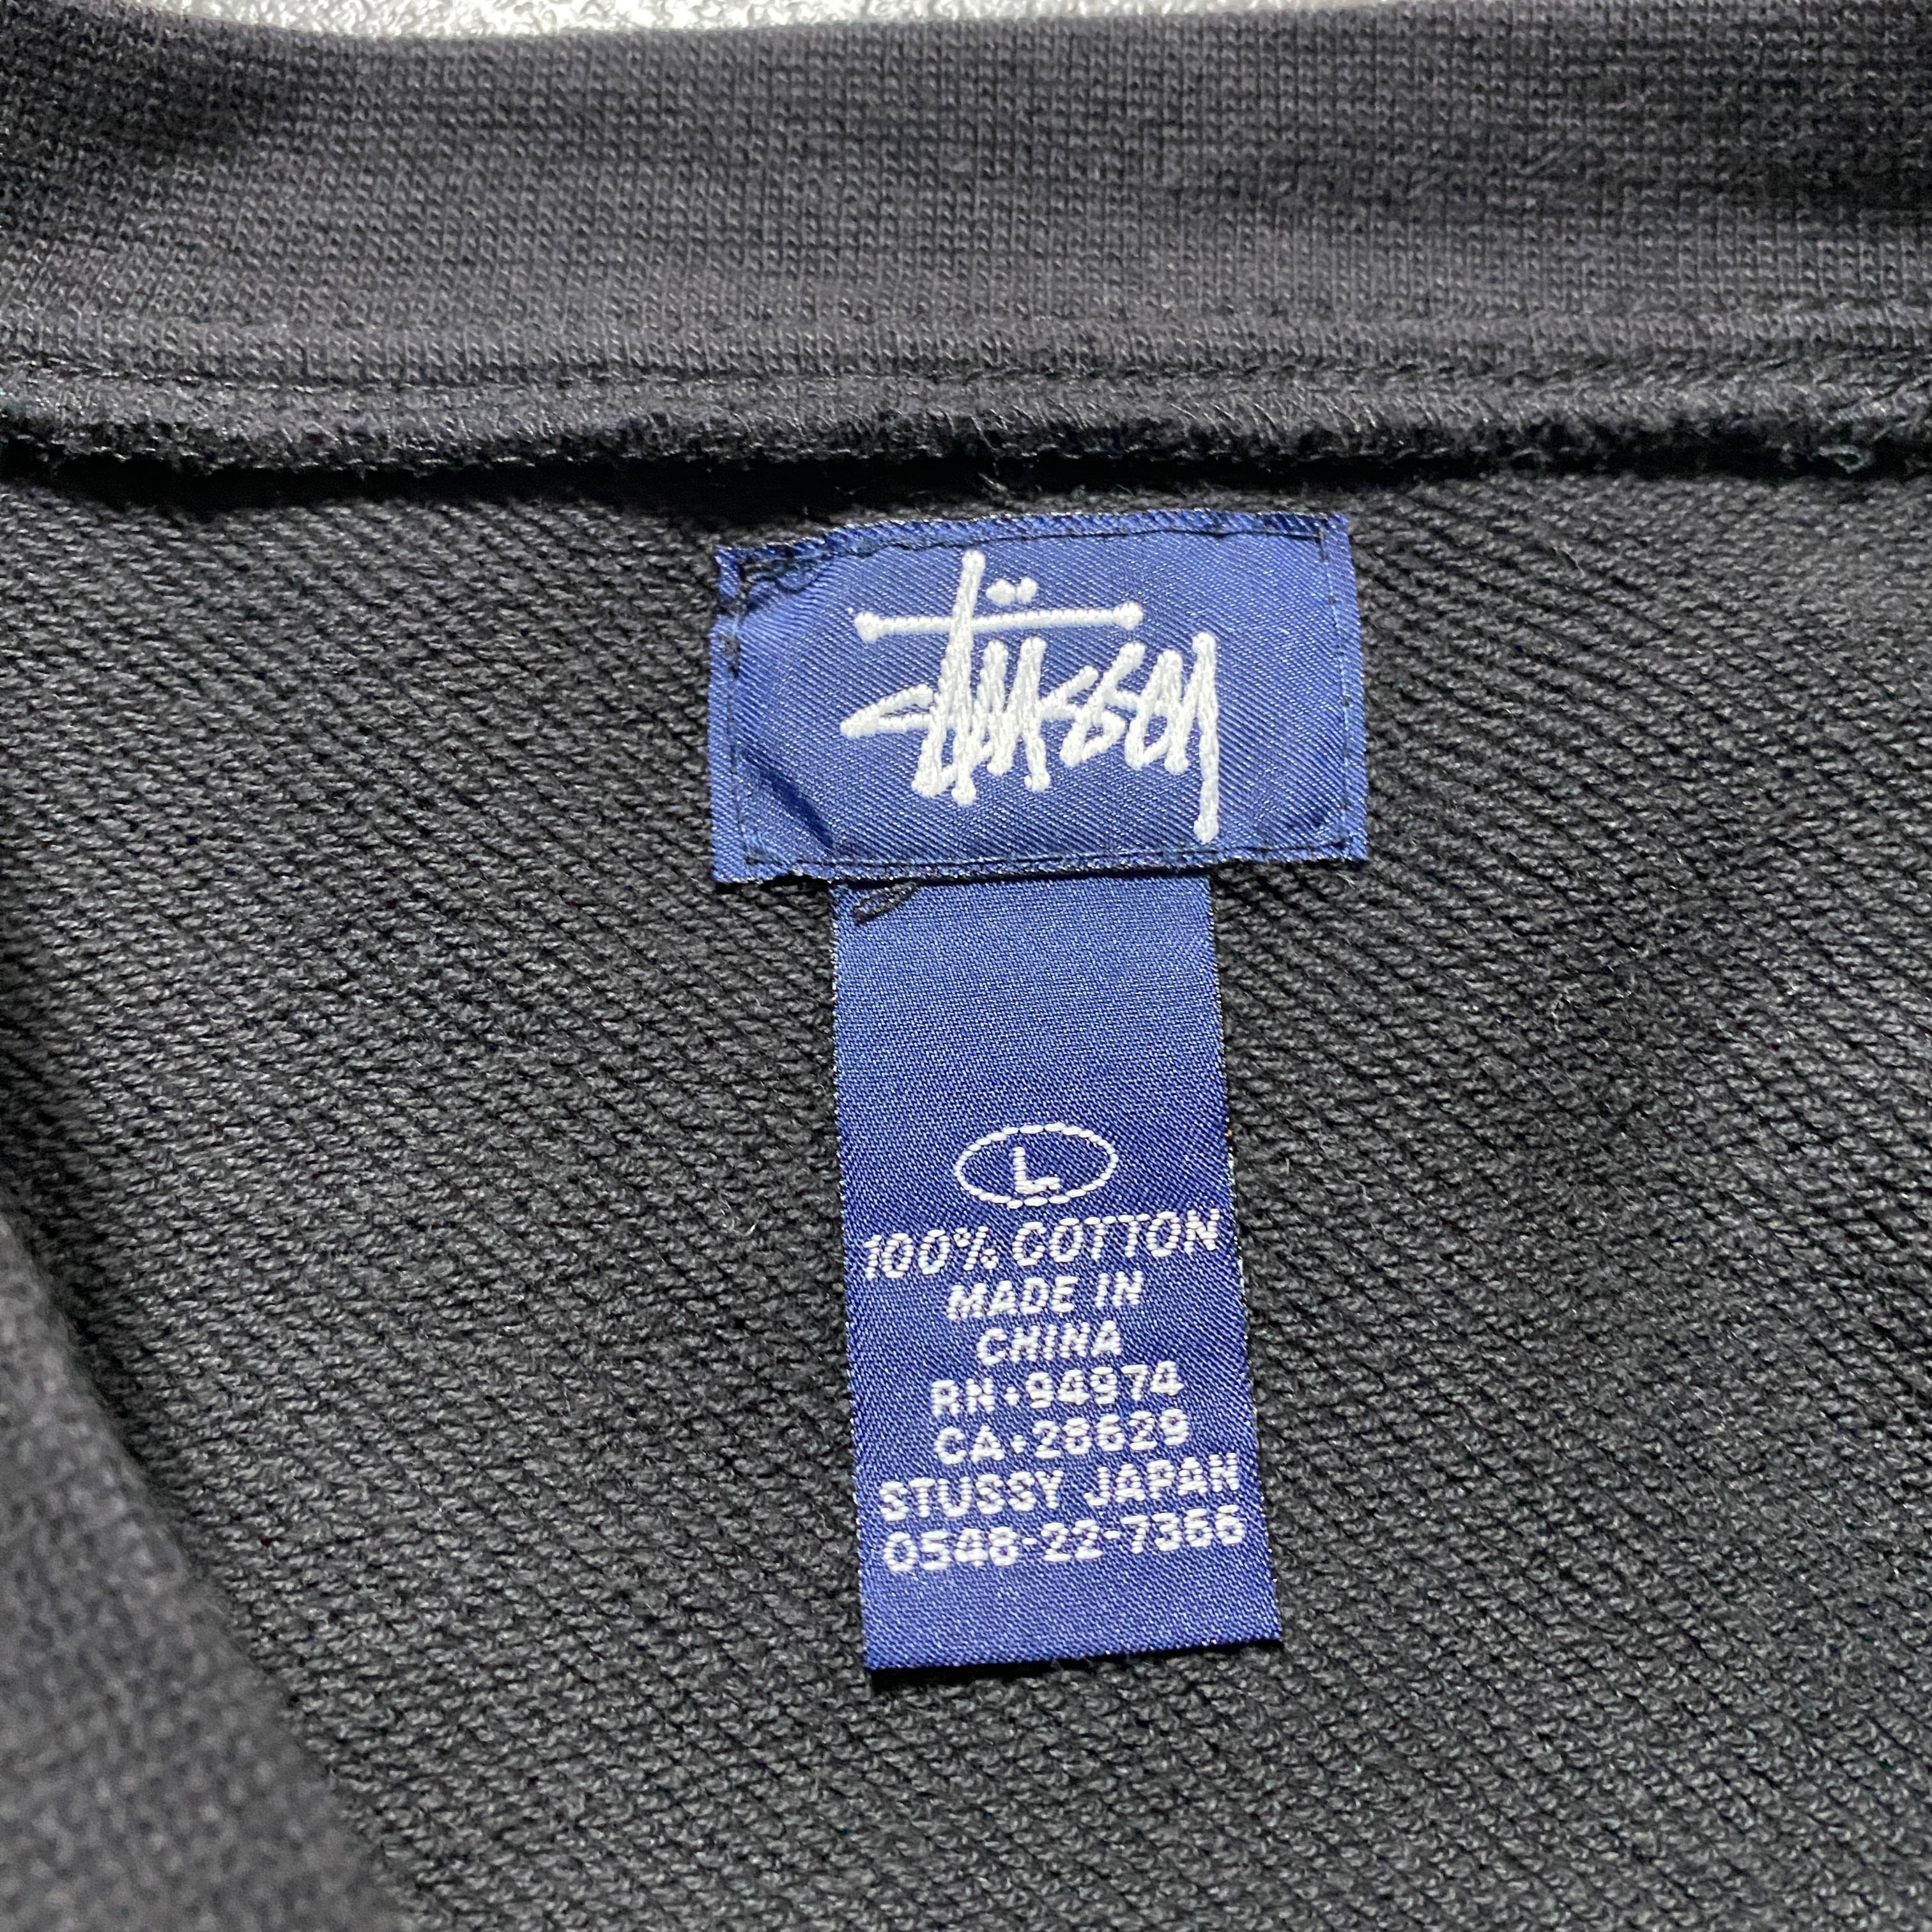 Stüssy
L
100% COTTON
MADE IN
CHINA
RN•94974
CA•28629
STUSSY JAPAN
0548-22-7366